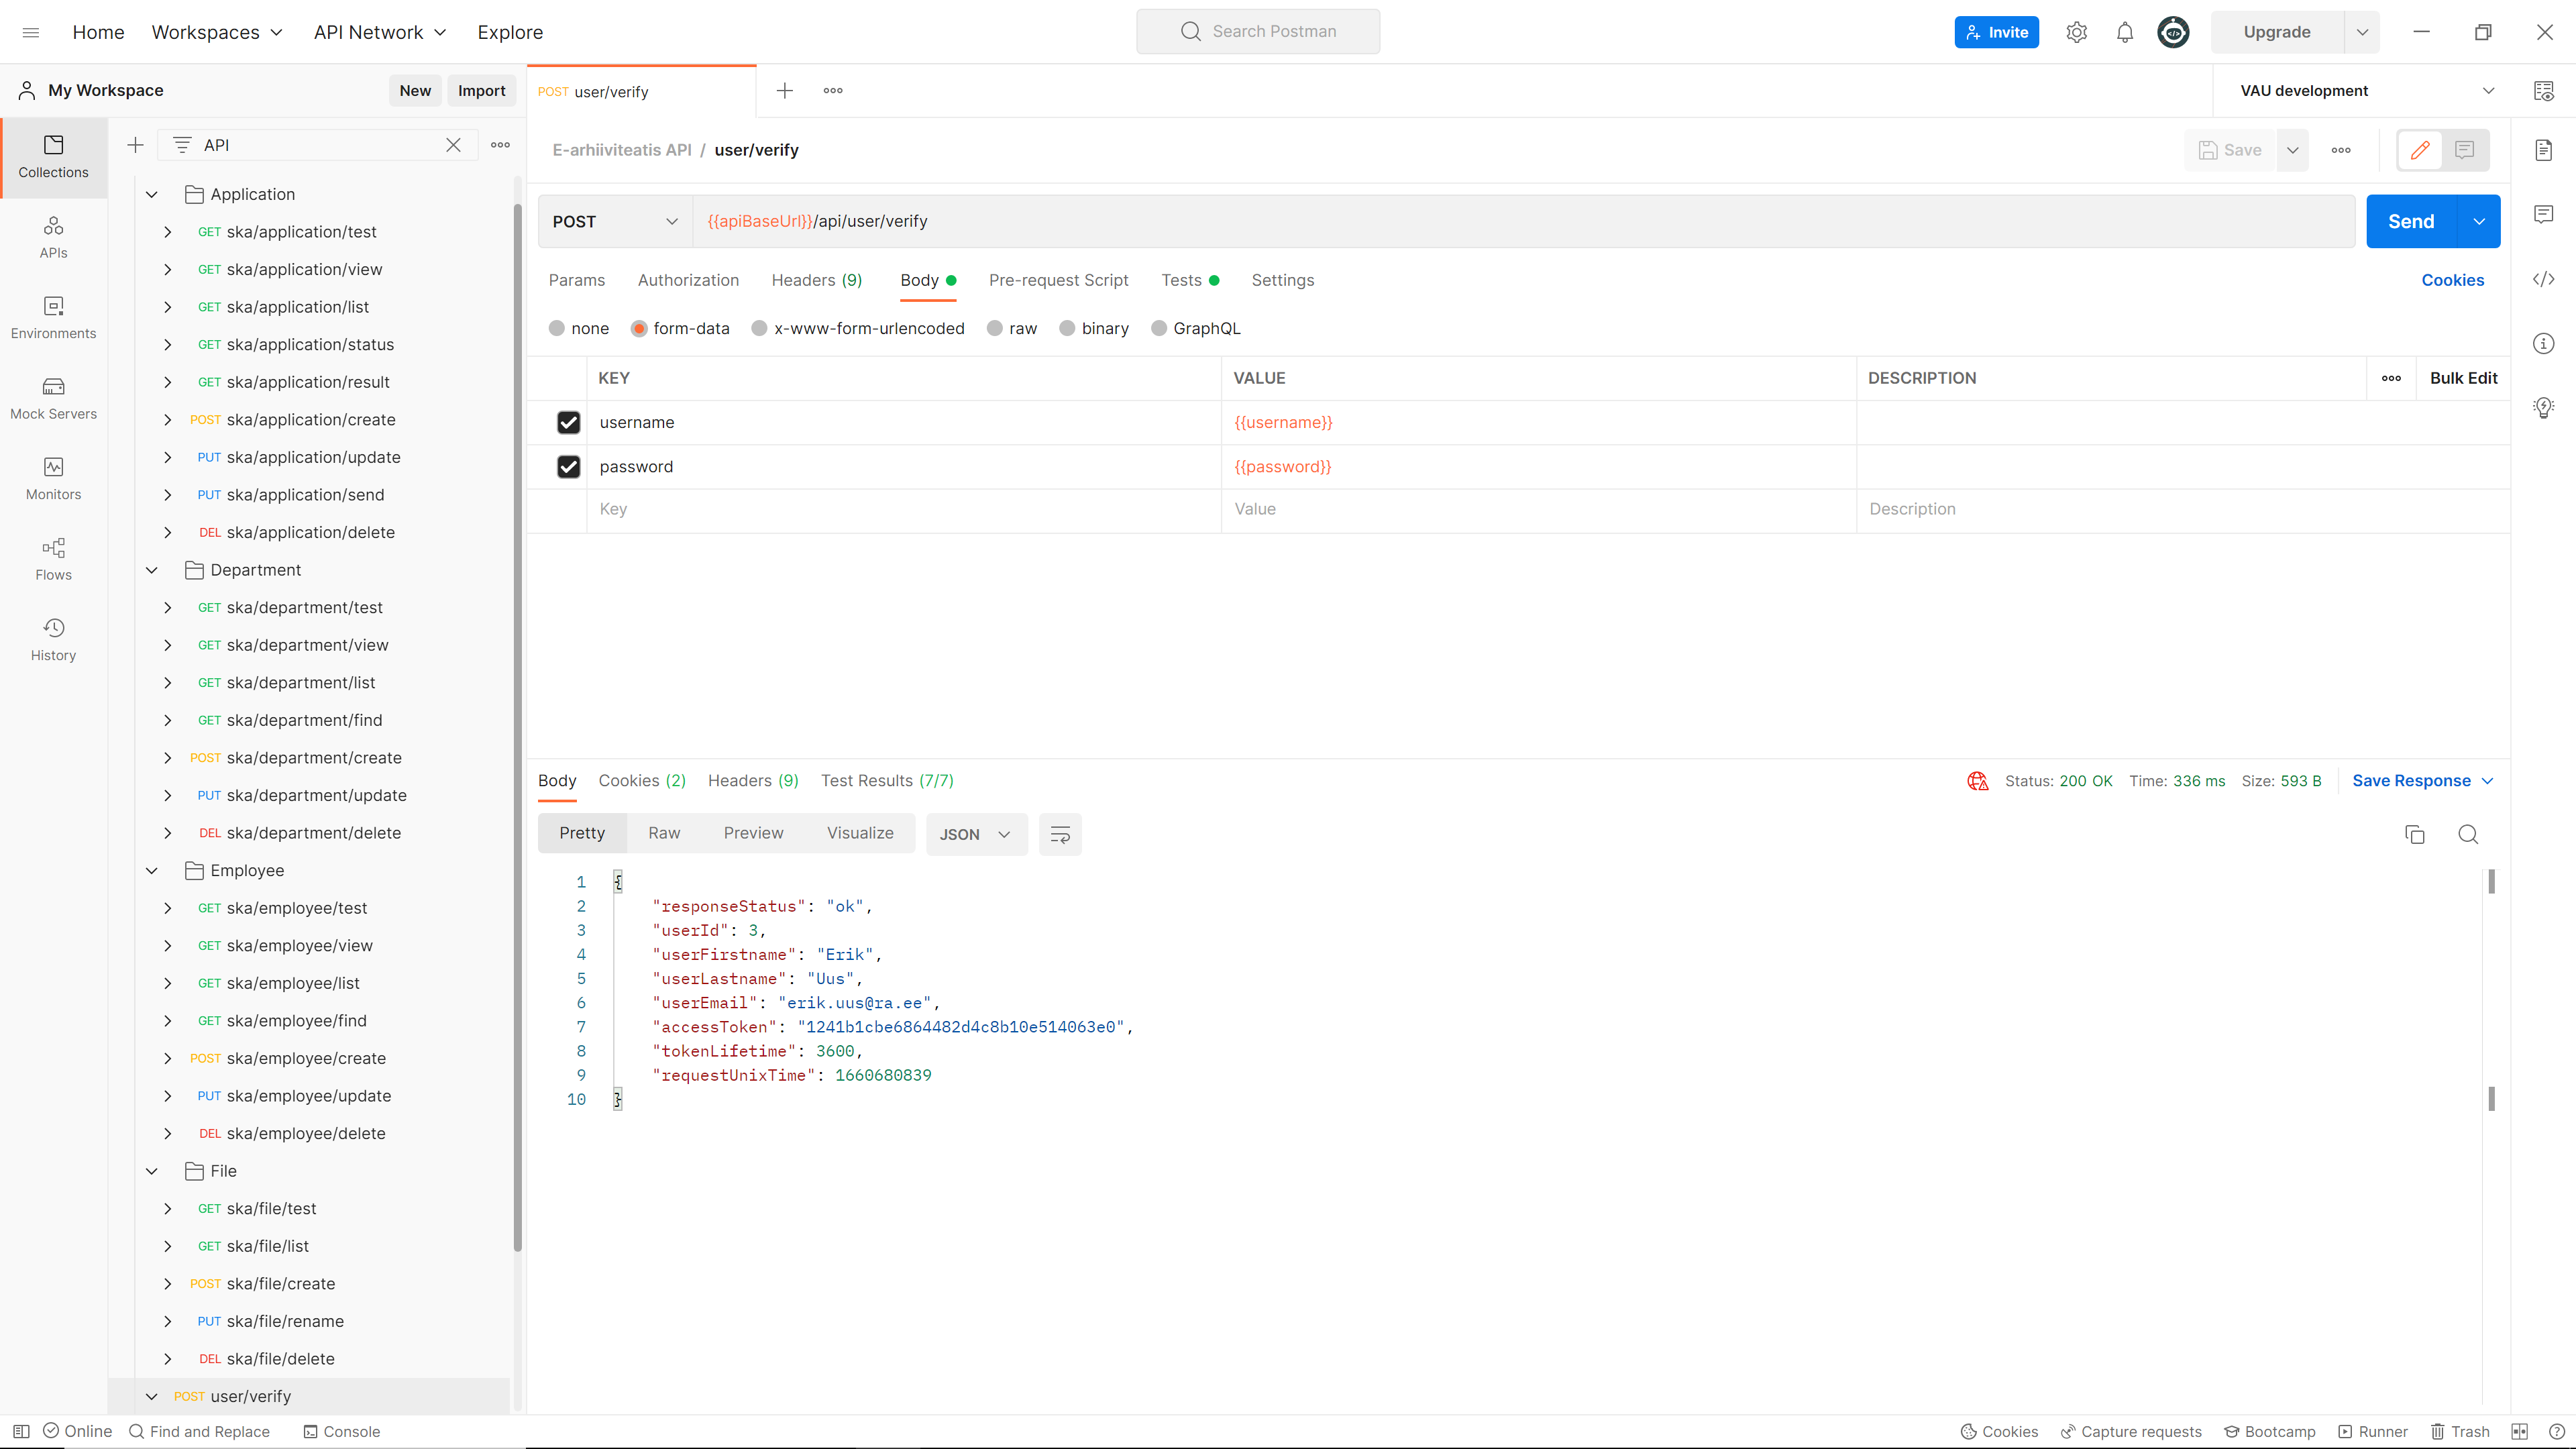 Home Workspaces API Network Explore Search Postman Invite Upgrade
My Workspace New Import POST user/verify VAU development
Collections
APIs
Environments
Mock Servers
Monitors
Flows
History
API
Application
GET ska/application/test
GET ska/application/view
GET ska/application/list
GET ska/application/status
GET ska/application/result
POST ska/application/create
PUT ska/application/update
PUT ska/application/send
DEL ska/application/delete
Department
GET ska/department/test
GET ska/department/view
GET ska/department/list
GET ska/department/find
POST ska/department/create
PUT ska/department/update
DEL ska/department/delete
Employee
GET ska/employee/test
GET ska/employee/view
GET ska/employee/list
GET ska/employee/find
POST ska/employee/create
PUT ska/employee/update
DEL ska/employee/delete
File
GET ska/file/test
GET ska/file/list
POST ska/file/create
PUT ska/file/rename
DEL ska/file/delete
POST user/verify
E-arhiiviteatis API / user/verify Save
POST {{apiBaseUrl}}/api/user/verify Send
Params Authorization Headers (9) Body Pre-request Script Tests Settings Cookies
none form-data x-www-form-urlencoded raw binary GraphQL
KEY VALUE DESCRIPTION Bulk Edit
username {{username}}
password {{password}}
Key Value Description
Body Cookies (2) Headers (9) Test Results (7/7) Status: 200 OK Time: 336 ms Size: 593 B Save Response
Pretty Raw Preview Visualize JSON
1 {
2 "responseStatus": "ok",
3 "userId": 3,
4 "userFirstname": "Erik",
5 "userLastname": "Uus",
6 "userEmail": "erik.uus@ra.ee",
7 "accessToken": "1241b1cbe6864482d4c8b10e514063e0",
8 "tokenLifetime": 3600,
9 "requestUnixTime": 1660680839
10 }
Online Find and Replace Console Cookies Capture requests Bootcamp Runner Trash